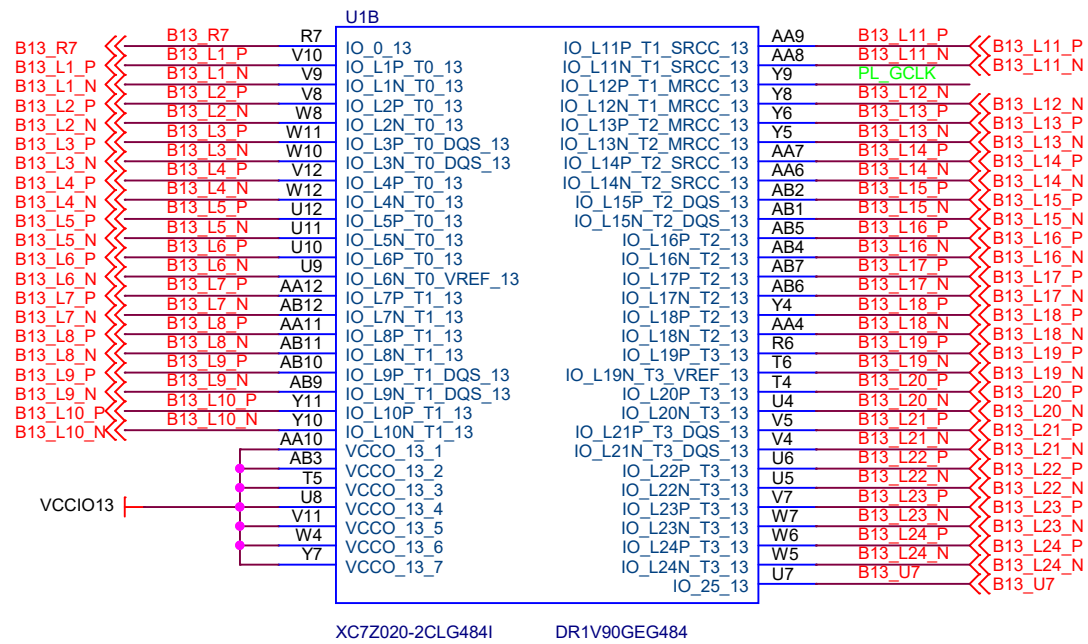 U1B
B13_R7 B13_R7 R7 IO_0_13 IO_L11P_T1_SRCC_13 AA9 B13_L11_P B13_L11_P
B13_L1_P B13_L1_P V10 IO_L1P_T0_13 IO_L11N_T1_SRCC_13 AA8 B13_L11_N B13_L11_N
B13_L1_N B13_L1_N V9 IO_L1N_T0_13 IO_L12P_T1_MRCC_13 Y9 PL_GCLK
B13_L2_P B13_L2_P V8 IO_L2P_T0_13 IO_L12N_T1_MRCC_13 Y8 B13_L12_N B13_L12_N
B13_L2_N B13_L2_N W8 IO_L2N_T0_13 IO_L13P_T2_MRCC_13 Y6 B13_L13_P B13_L13_P
B13_L3_P B13_L3_P W11 IO_L3P_T0_DQS_13 IO_L13N_T2_MRCC_13 Y5 B13_L13_N B13_L13_N
B13_L3_N B13_L3_N W10 IO_L3N_T0_DQS_13 IO_L14P_T2_SRCC_13 AA7 B13_L14_P B13_L14_P
B13_L4_P B13_L4_P V12 IO_L4P_T0_13 IO_L14N_T2_SRCC_13 AA6 B13_L14_N B13_L14_N
B13_L4_N B13_L4_N W12 IO_L4N_T0_13 IO_L15P_T2_DQS_13 AB2 B13_L15_P B13_L15_P
B13_L5_P B13_L5_P U12 IO_L5P_T0_13 IO_L15N_T2_DQS_13 AB1 B13_L15_N B13_L15_N
B13_L5_N B13_L5_N U11 IO_L5N_T0_13 IO_L16P_T2_13 AB5 B13_L16_P B13_L16_P
B13_L6_P B13_L6_P U10 IO_L6P_T0_13 IO_L16N_T2_13 AB4 B13_L16_N B13_L16_N
B13_L6_N B13_L6_N U9 IO_L6N_T0_VREF_13 IO_L17P_T2_13 AB7 B13_L17_P B13_L17_P
B13_L7_P B13_L7_P AA12 IO_L7P_T1_13 IO_L17N_T2_13 AB6 B13_L17_N B13_L17_N
B13_L7_N B13_L7_N AB12 IO_L7N_T1_13 IO_L18P_T2_13 Y4 B13_L18_P B13_L18_P
B13_L8_P B13_L8_P AA11 IO_L8P_T1_13 IO_L18N_T2_13 AA4 B13_L18_N B13_L18_N
B13_L8_N B13_L8_N AB11 IO_L8N_T1_13 IO_L19P_T3_13 R6 B13_L19_P B13_L19_P
B13_L9_P B13_L9_P AB10 IO_L9P_T1_DQS_13 IO_L19N_T3_VREF_13 T6 B13_L19_N B13_L19_N
B13_L9_N B13_L9_N AB9 IO_L9N_T1_DQS_13 IO_L20P_T3_13 T4 B13_L20_P B13_L20_P
B13_L10_P B13_L10_P Y11 IO_L10P_T1_13 IO_L20N_T3_13 U4 B13_L20_N B13_L20_N
B13_L10_N B13_L10_N Y10 IO_L10N_T1_13 IO_L21P_T3_DQS_13 V5 B13_L21_P B13_L21_P
AA10 VCCO_13_1 IO_L21N_T3_DQS_13 V4 B13_L21_N B13_L21_N
AB3 VCCO_13_2 IO_L22P_T3_13 U6 B13_L22_P B13_L22_P
T5 VCCO_13_3 IO_L22N_T3_13 U5 B13_L22_N B13_L22_N
VCCIO13 U8 VCCO_13_4 IO_L23P_T3_13 V7 B13_L23_P B13_L23_P
V11 VCCO_13_5 IO_L23N_T3_13 W7 B13_L23_N B13_L23_N
W4 VCCO_13_6 IO_L24P_T3_13 W6 B13_L24_P B13_L24_P
Y7 VCCO_13_7 IO_L24N_T3_13 W5 B13_L24_N B13_L24_N
IO_25_13 U7 B13_U7 B13_U7
XC7Z020-2CLG484I DR1V90GEG484